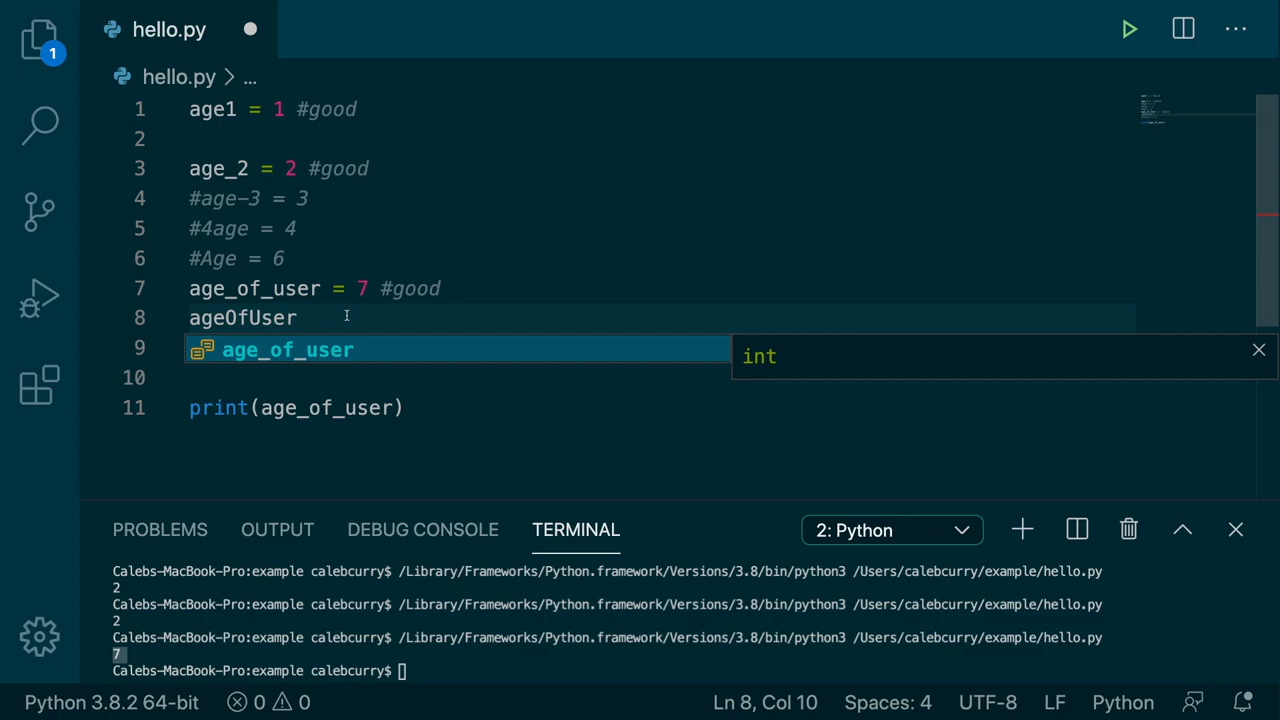 hello.py
1
hello.py > ...
1 age1 = 1 #good
2
3 age_2 = 2 #good
4 #age-3 = 3
5 #4age = 4
6 #Age = 6
7 age_of_user = 7 #good
8 ageOfUser
9 age_of_user int
10
11 print(age_of_user)
PROBLEMS OUTPUT DEBUG CONSOLE TERMINAL 2: Python
Calebs-MacBook-Pro:example calebcurry$ /Library/Frameworks/Python.framework/Versions/3.8/bin/python3 /Users/calebcurry/example/hello.py
2
Calebs-MacBook-Pro:example calebcurry$ /Library/Frameworks/Python.framework/Versions/3.8/bin/python3 /Users/calebcurry/example/hello.py
2
Calebs-MacBook-Pro:example calebcurry$ /Library/Frameworks/Python.framework/Versions/3.8/bin/python3 /Users/calebcurry/example/hello.py
7
Calebs-MacBook-Pro:example calebcurry$
Python 3.8.2 64-bit 0 0 Ln 8, Col 10 Spaces: 4 UTF-8 LF Python